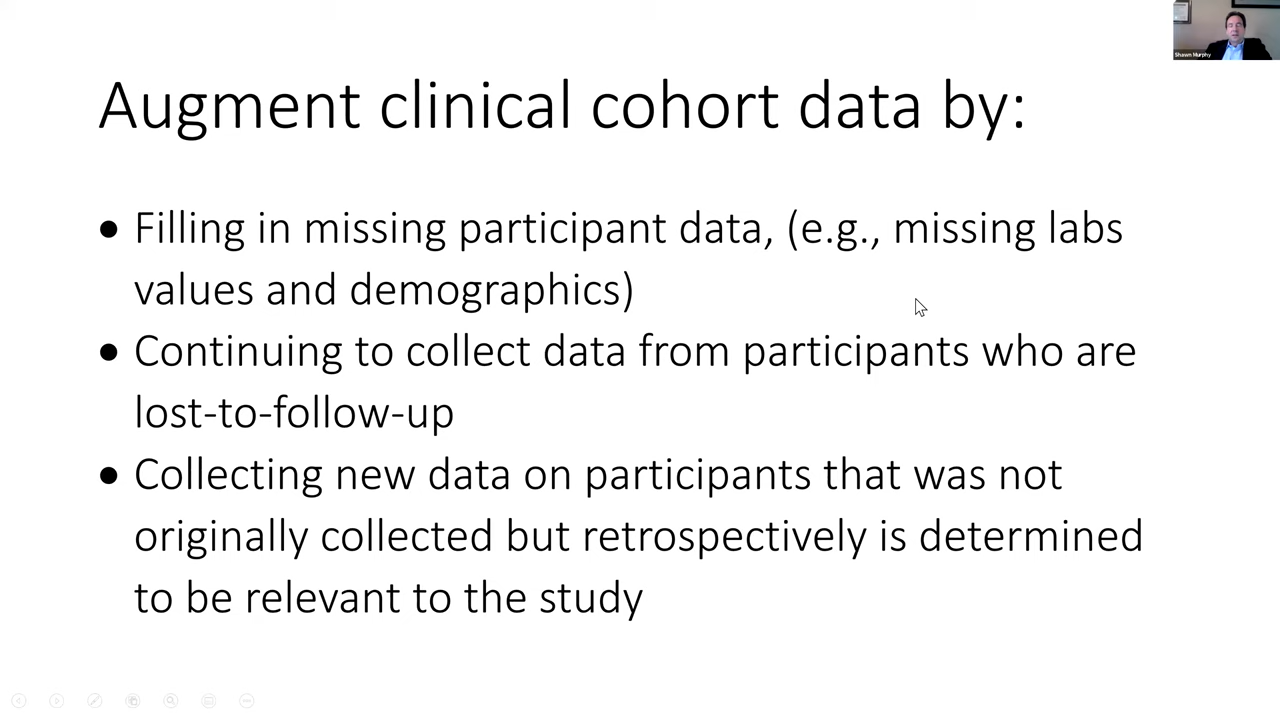 Shawn Murphy
Augment clinical cohort data by:
• Filling in missing participant data, (e.g., missing labs
values and demographics)
• Continuing to collect data from participants who are
lost-to-follow-up
• Collecting new data on participants that was not
originally collected but retrospectively is determined
to be relevant to the study